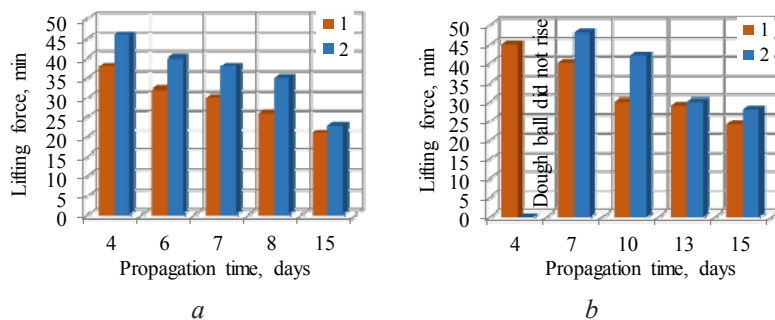 Lifting force, min
50
45
40
35
30
25
20
15
10
5
0
1
2
4 6 7 8 15
Propagation time, days
a
Lifting force, min
50
45
40
35
30
25
20
15
10
5
0
Dough ball did not rise
1
2
4 7 10 13 15
Propagation time, days
b